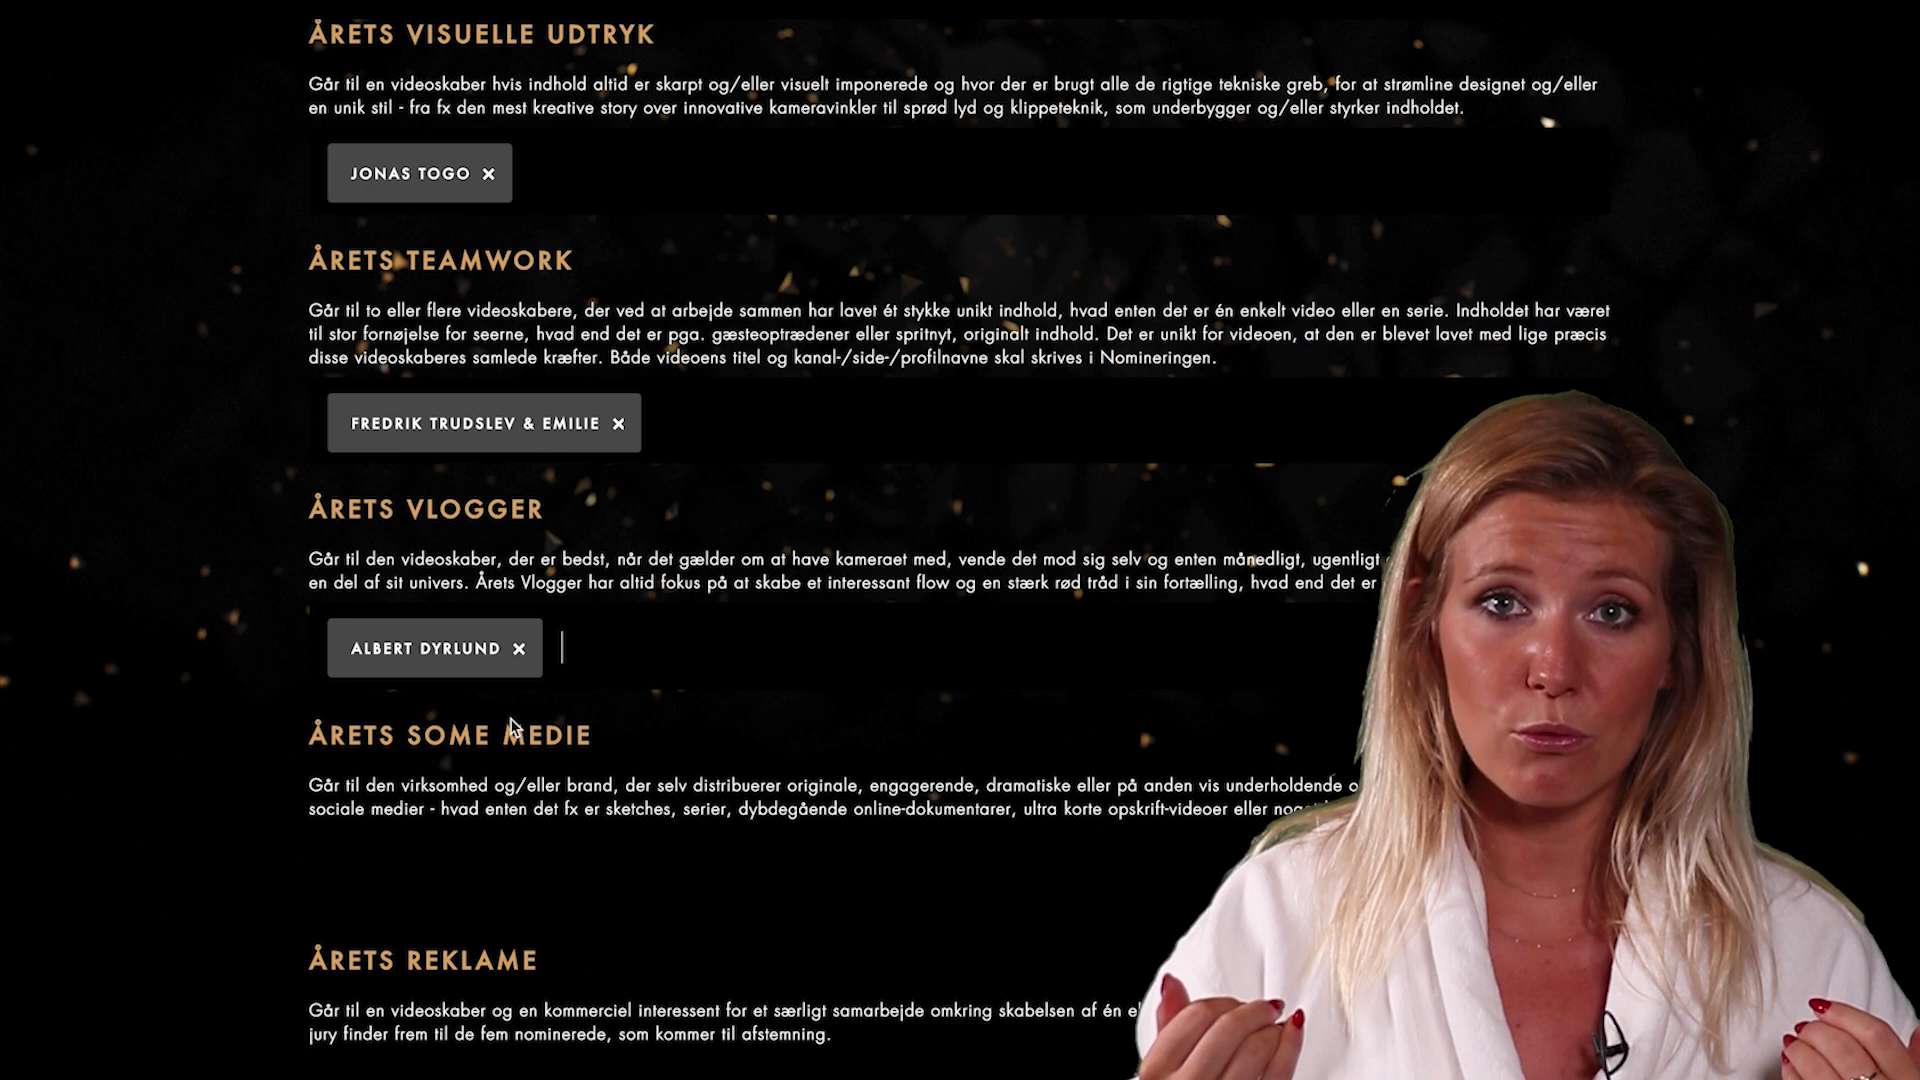 ÅRETS VISUELLE UDTRYK
Går til en videoskaber hvis indhold altid er skarpt og/eller visuelt imponerede og hvor der er brugt alle de rigtige tekniske greb, for at strømline designet og/eller
en unik stil - fra fx den mest kreative story over innovative kameravinkler til sprød lyd og klippeteknik, som underbygger og/eller styrker indholdet.
JONAS TOGO ×
ÅRETS TEAMWORK
Går til to eller flere videoskabere, der ved at arbejde sammen har lavet ét stykke unikt indhold, hvad enten det er én enkelt video eller en serie. Indholdet har været
til stor fornøjelse for seerne, hvad end det er pga. gæsteoptrædener eller spritnyt, originalt indhold. Det er unikt for videoen, at den er blevet lavet med lige præcis
disse videoskaberes samlede kræfter. Både videoens titel og kanal-/side-/profilnavne skal skrives i Nomineringen.
FREDRIK TRUDSLEV & EMILIE ×
ÅRETS VLOGGER
Går til den videoskaber, der er bedst, når det gælder om at have kameraet med, vende det mod sig selv og enten månedligt, ugentligt
en del af sit univers. Årets Vlogger har altid fokus på at skabe et interessant flow og en stærk rød tråd i sin fortælling, hvad end det er
ALBERT DYRLUND ×
ÅRETS SOME MEDIE
Går til den virksomhed og/eller brand, der selv distribuerer originale, engagerende, dramatiske eller på anden vis underholdende
sociale medier - hvad enten det fx er sketches, serier, dybdegående online-dokumentarer, ultra korte opskrift-videoer eller
ÅRETS REKLAME
Går til en videoskaber og en kommerciel interessent for et særligt samarbejde omkring skabelsen af én
jury finder frem til de fem nominerede, som kommer til afstemning.